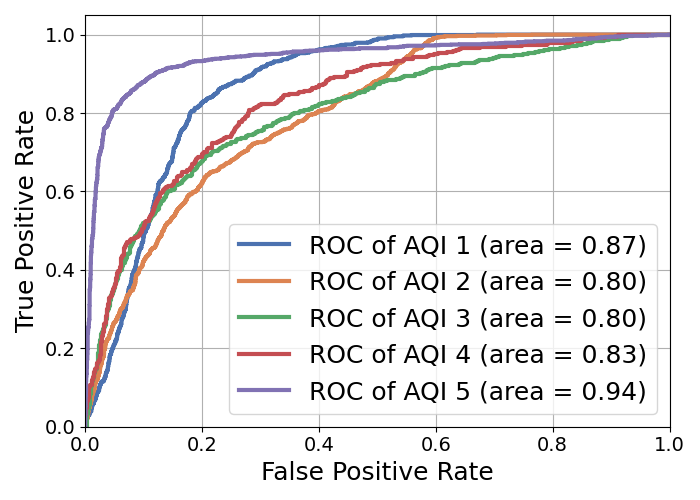 1.0
0.8
0.6
0.4
0.2
0.0
True Positive Rate
ROC of AQI 1 (area = 0.87)
ROC of AQI 2 (area = 0.80)
ROC of AQI 3 (area = 0.80)
ROC of AQI 4 (area = 0.83)
ROC of AQI 5 (area = 0.94)
0.0 0.2 0.4 0.6 0.8 1.0
False Positive Rate